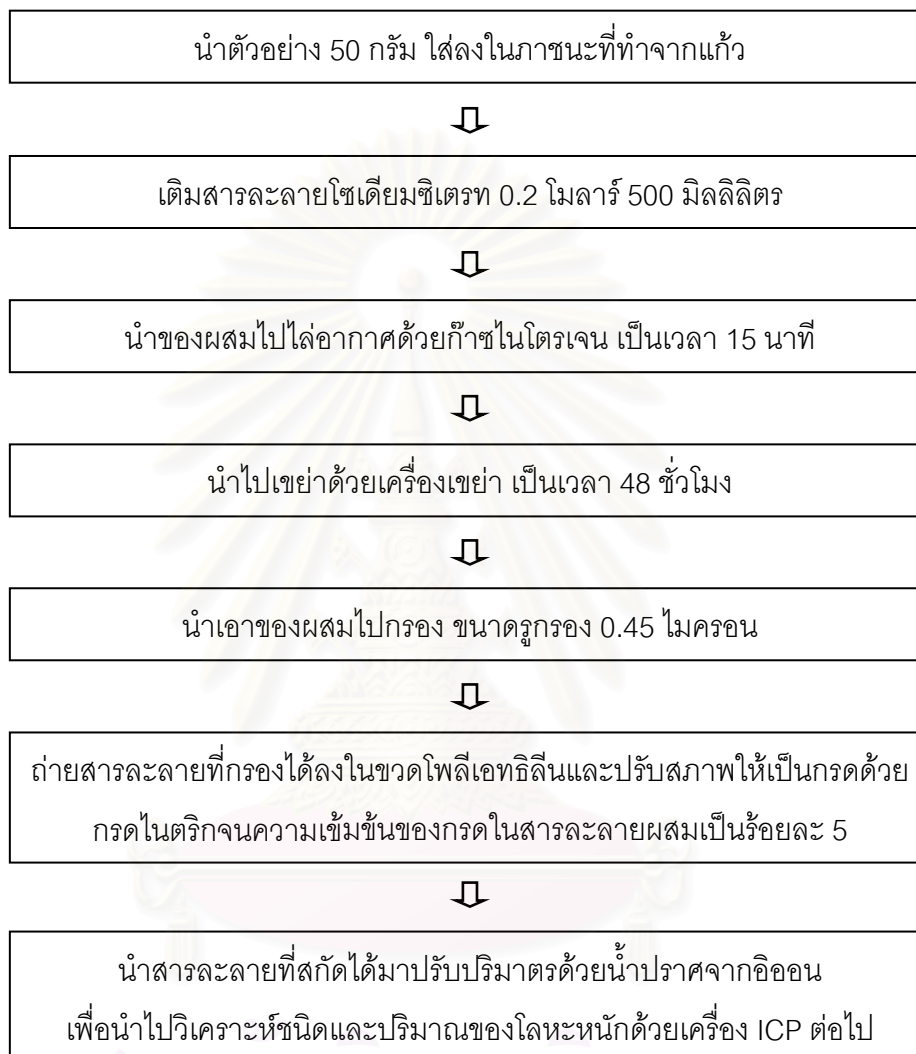 นำตัวอย่าง 50 กรัม ใส่ลงในภาชนะที่ทำจากแก้ว
เติมสารละลายโซเดียมซิเตรท 0.2 โมลาร์ 500 มิลลิลิตร
นำของผสมไปไล่อากาศด้วยก๊าซไนโตรเจน เป็นเวลา 15 นาที
นำไปเขย่าด้วยเครื่องเขย่า เป็นเวลา 48 ชั่วโมง
นำเอาของผสมไปกรอง ขนาดรูกรอง 0.45 ไมครอน
ถ่ายสารละลายที่กรองได้ลงในขวดโพลีเอทธิลีนและปรับสภาพให้เป็นกรดด้วย
กรดไนตริกจนความเข้มข้นของกรดในสารละลายผสมเป็นร้อยละ 5
นำสารละลายที่สกัดได้มาปรับปริมาตรด้วยน้ำปราศจากอิออน
เพื่อนำไปวิเคราะห์ชนิดและปริมาณของโลหะหนักด้วยเครื่อง ICP ต่อไป